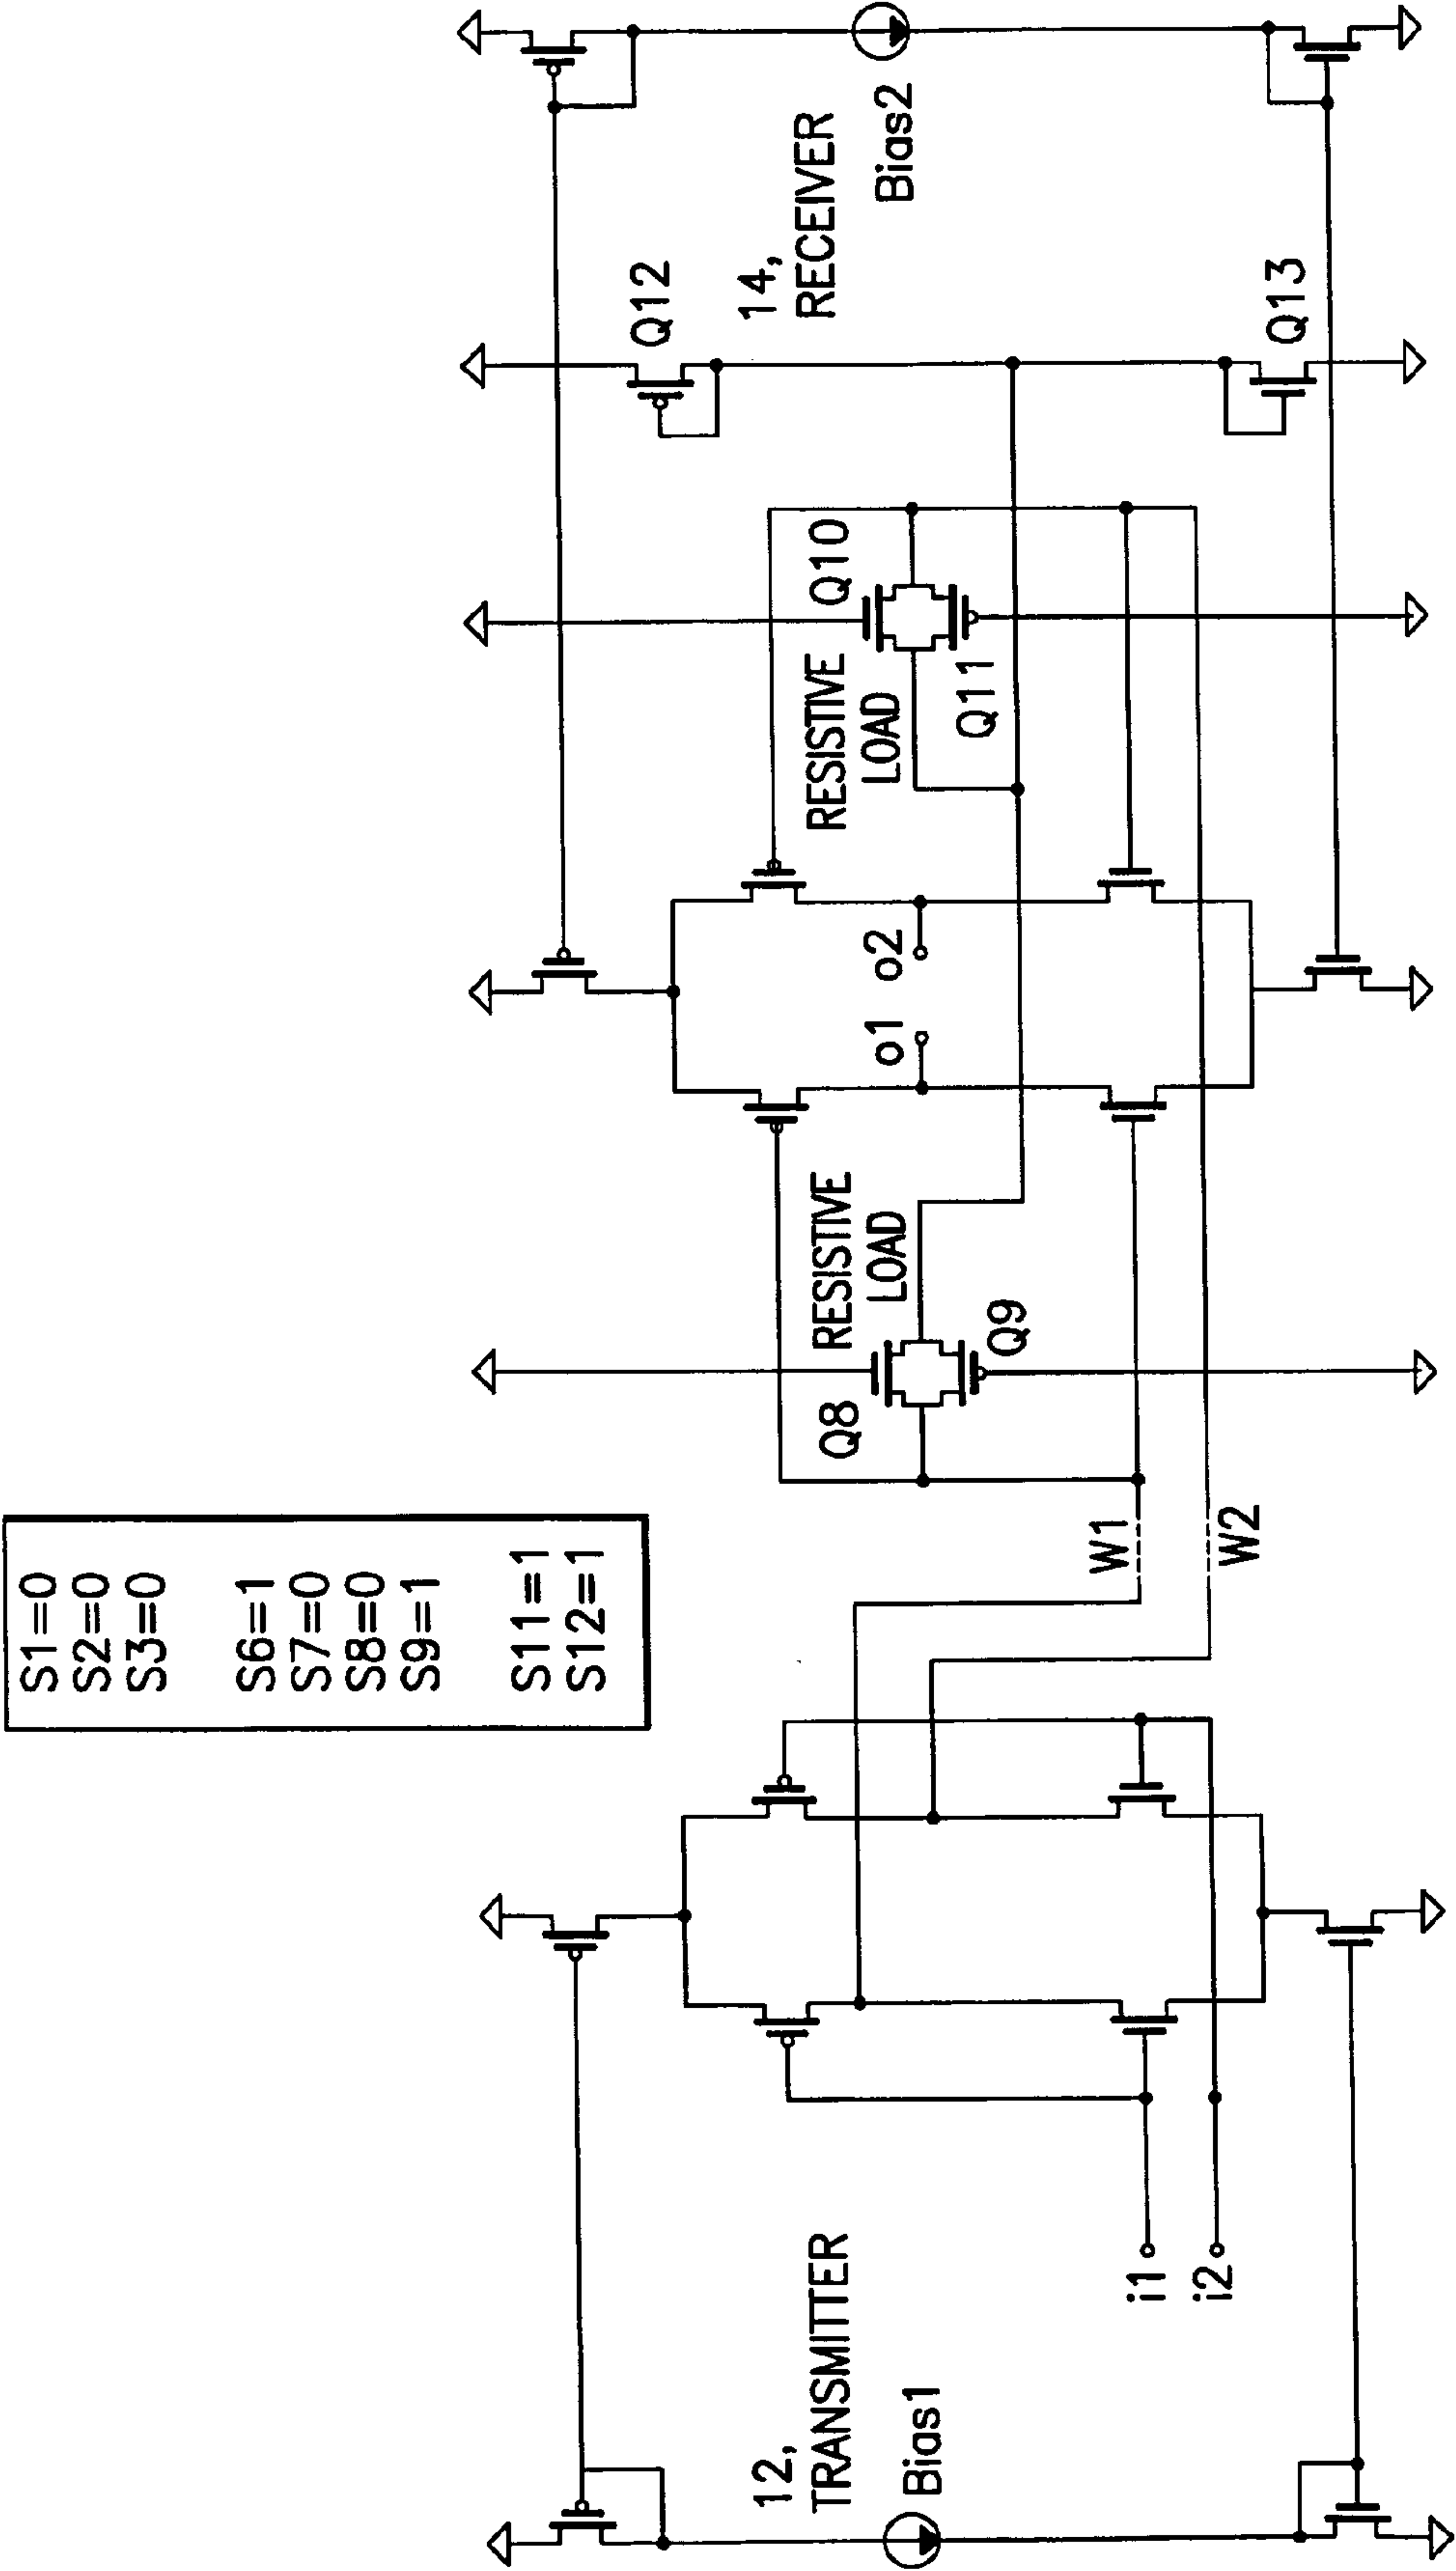 S1=0
S2=0
S3=0
S6=1
S7=0
S8=0
S9=1
S11=1
S12=1
12,
TRANSMITTER
Bias1
i1
i2
W1
W2
Q8
Q9
RESISTIVE
LOAD
o1
o2
RESISTIVE
LOAD
Q10
Q11
Q12
14,
RECEIVER
Q13
Bias2